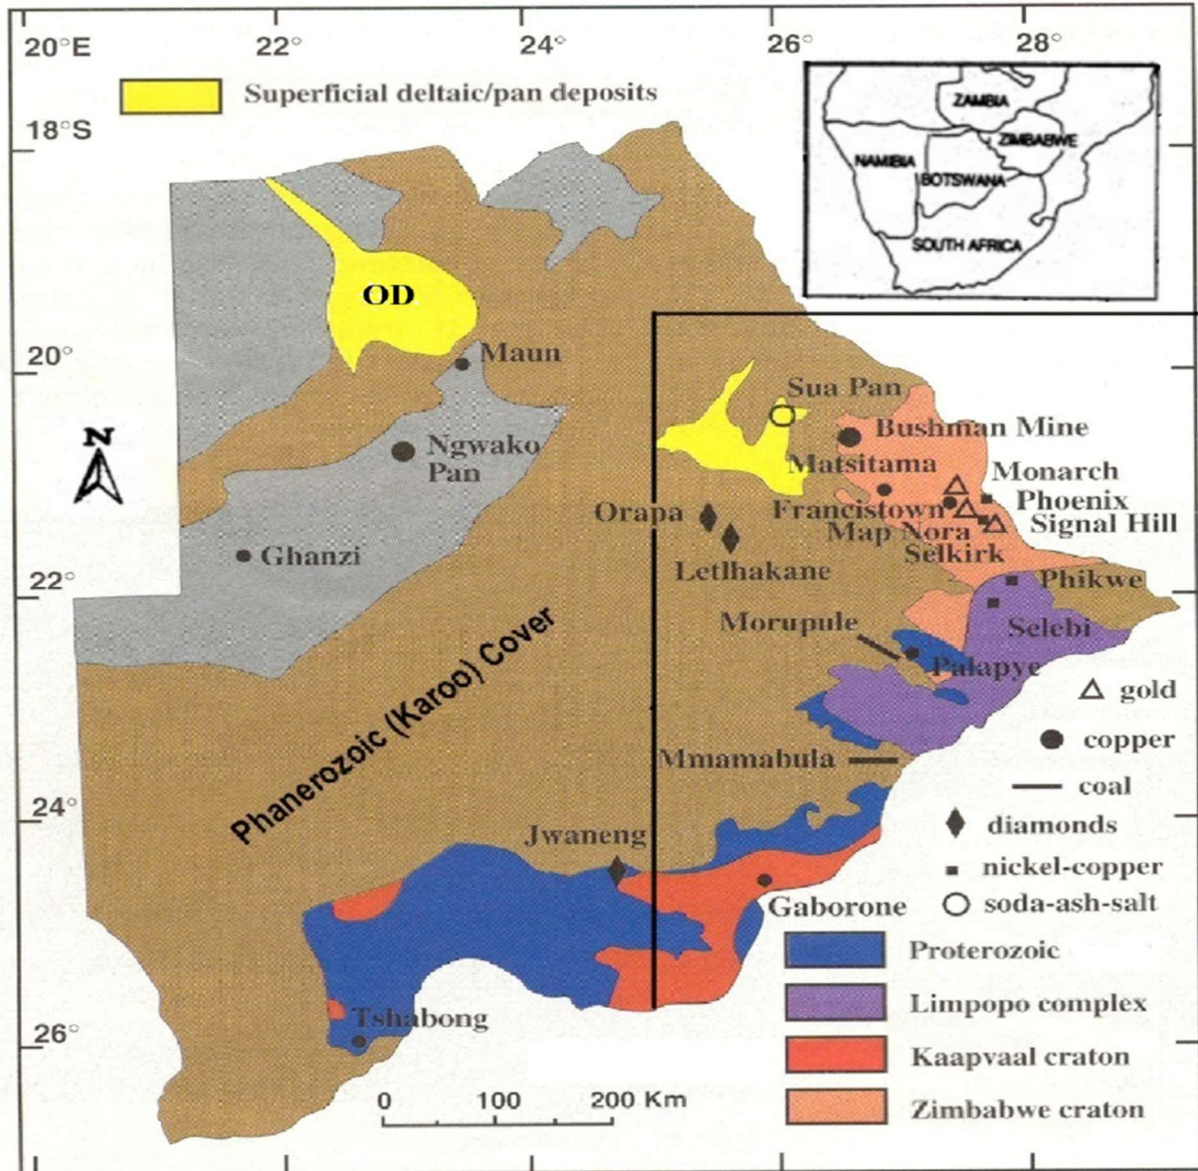 20°E 22° 24° 26° 28°
Superficial deltaic/pan deposits
18°S
ZAMBIA
ZIMBABWE
NAMIBIA
BOTSWANA
SOUTH AFRICA
OD
20°
Maun
Sua Pan
N
Ngwako
Pan
Bushman Mine
Matsitama
Monarch
Orapa
Francistown
Phoenix
Map Nora
Signal Hill
Ghanzi
Selkirk
Letlhakane
22°
Phikwe
Morupule
Selebi
Palapye
Phanerozoic (Karoo) Cover
gold
copper
Mmamabula
coal
24°
Jwaneng
diamonds
nickel-copper
Gaborone
soda-ash-salt
Proterozoic
Limpopo complex
26°
Tshabong
Kaapvaal craton
0 100 200 Km
Zimbabwe craton